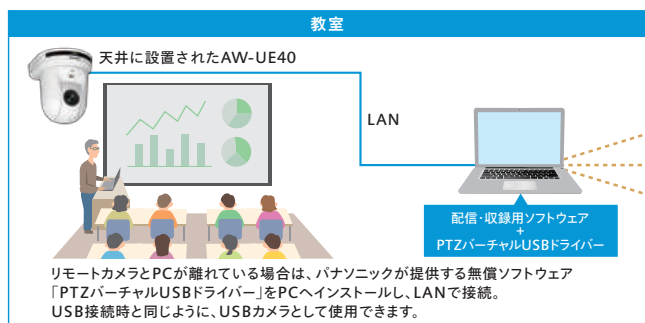 教室
天井に設置されたAW-UE40
LAN
配信・収録用ソフトウェア
+
PTZバーチャルUSBドライバー
リモートカメラとPCが離れている場合は、パナソニックが提供する無償ソフトウェア
「PTZバーチャルUSBドライバー」をPCへインストールし、LANで接続。
USB接続時と同じように、USBカメラとして使用できます。